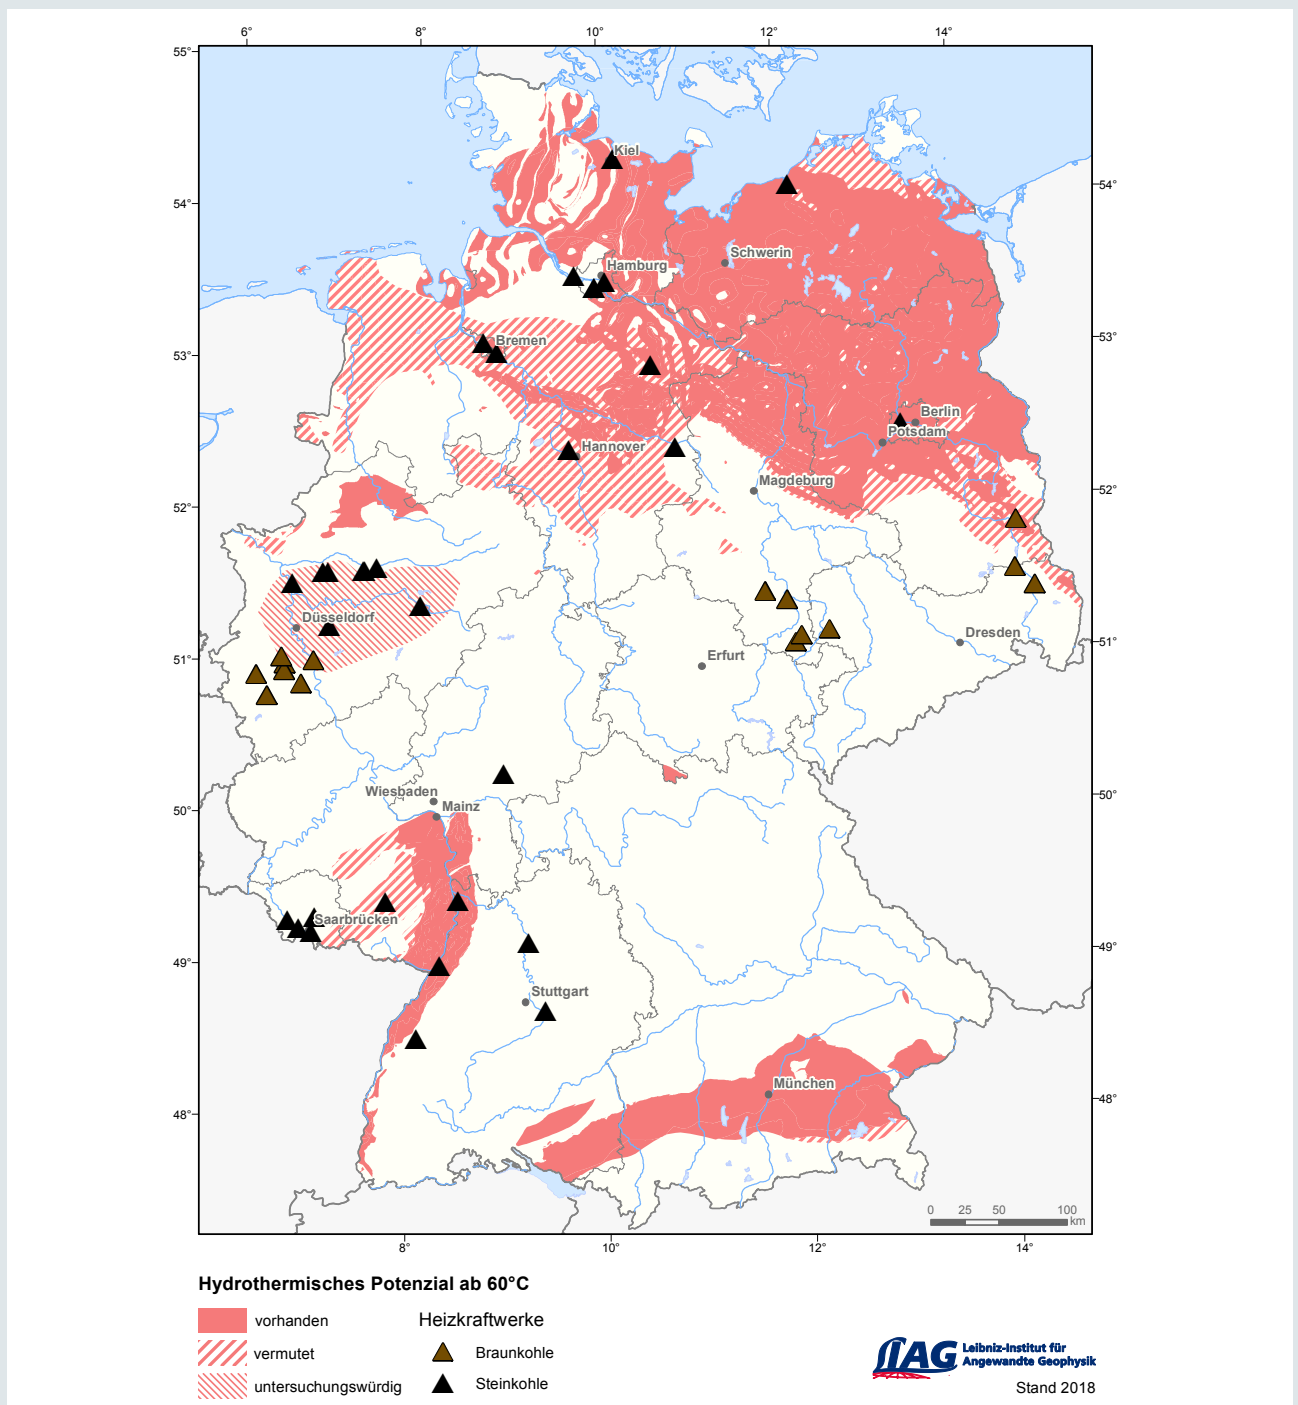 6°
8°
10°
12°
14°
55°
54°
54°
53°
53°
52°
52°
51°
51°
50°
50°
49°
49°
48°
48°
Kiel
Schwerin
Hamburg
Bremen
Berlin
Potsdam
Hannover
Magdeburg
Düsseldorf
Dresden
Erfurt
Wiesbaden
Mainz
Saarbrücken
Stuttgart
München
0 25 50 100
km
8°
10°
12°
14°
Hydrothermisches Potenzial ab 60°C
vorhanden
vermutet
untersuchungswürdig
Heizkraftwerke
Braunkohle
Steinkohle
LIAG
Leibniz-Institut für
Angewandte Geophysik
Stand 2018